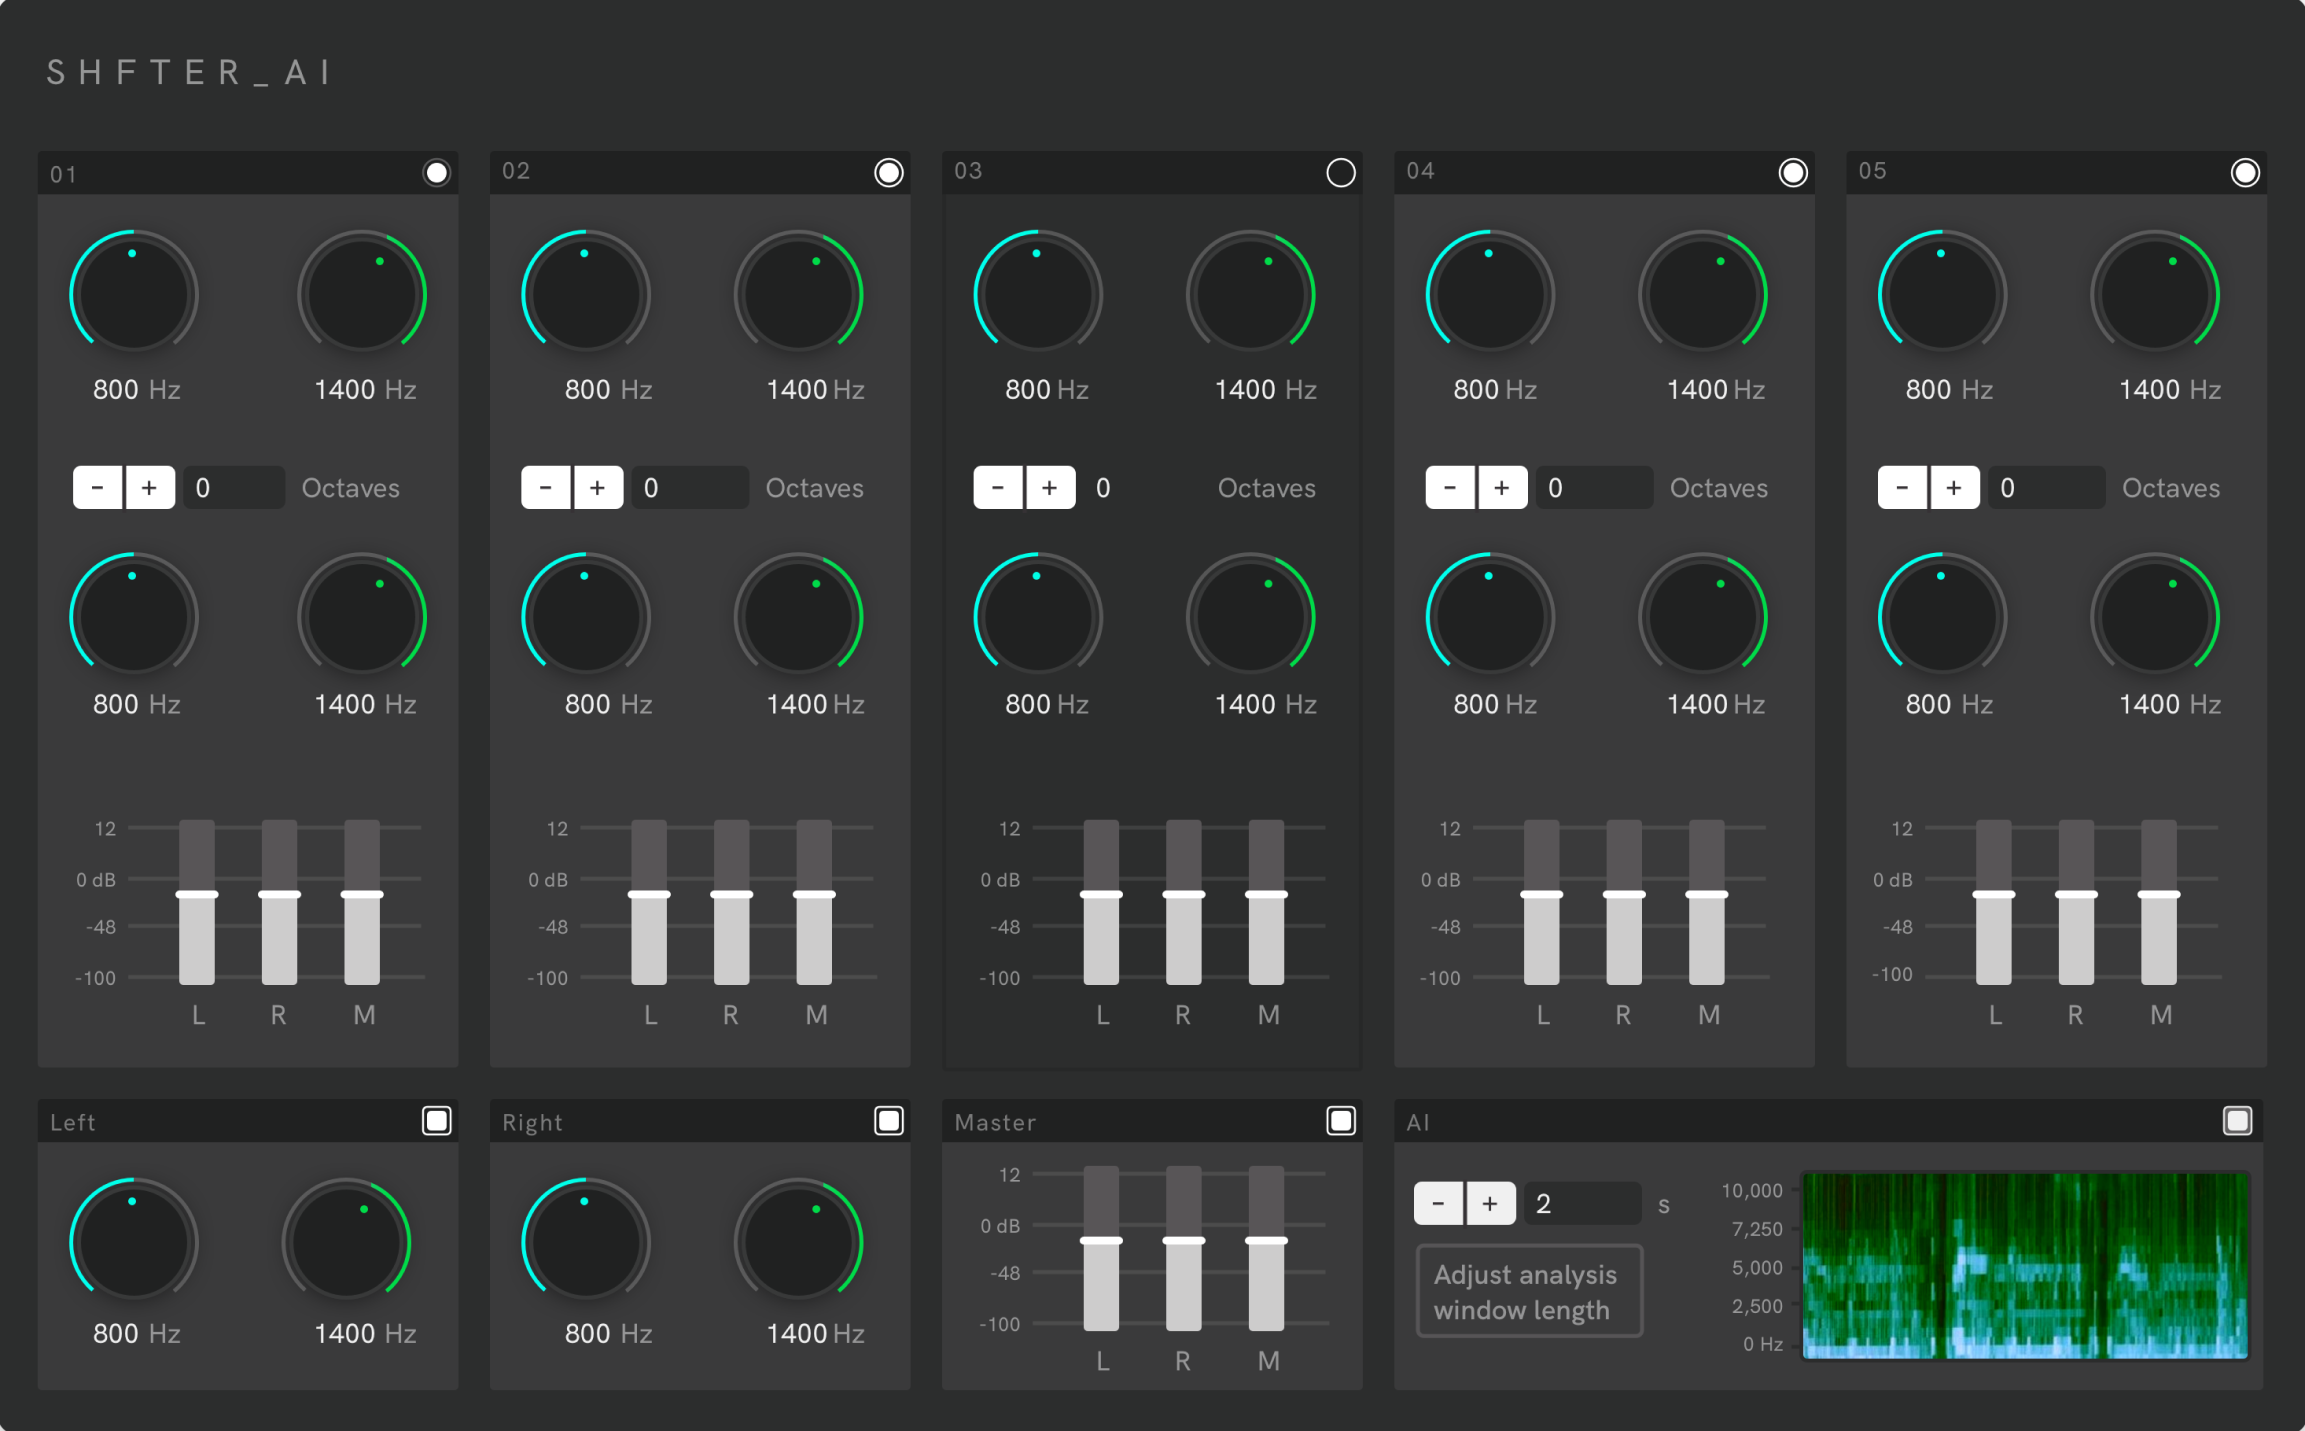 SHFTER_AI
01
02
03
04
05
800 Hz 1400 Hz
800 Hz 1400 Hz
800 Hz 1400 Hz
800 Hz 1400 Hz
800 Hz 1400 Hz
- + 0 Octaves
- + 0 Octaves
- + 0 Octaves
- + 0 Octaves
- + 0 Octaves
800 Hz 1400 Hz
800 Hz 1400 Hz
800 Hz 1400 Hz
800 Hz 1400 Hz
800 Hz 1400 Hz
12
0 dB
-48
-100
L R M
12
0 dB
-48
-100
L R M
12
0 dB
-48
-100
L R M
12
0 dB
-48
-100
L R M
12
0 dB
-48
-100
L R M
Left
800 Hz 1400 Hz
Right
800 Hz 1400 Hz
Master
12
0 dB
-48
-100
L R M
AI
- + 2 s
Adjust analysis
window length
10,000
7,250
5,000
2,500
0 Hz